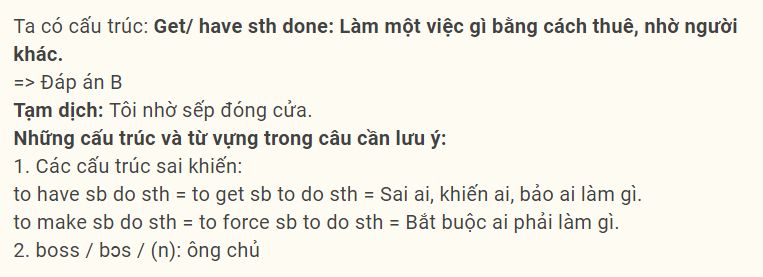 Ta có cấu trúc: Get/ have sth done: Làm một việc gì bằng cách thuê, nhờ người
khác.
=> Đáp án B
Tạm dịch: Tôi nhờ sếp đóng cửa.
Những cấu trúc và từ vựng trong câu cần lưu ý:
1. Các cấu trúc sai khiến:
to have sb do sth = to get sb to do sth = Sai ai, khiến ai, bảo ai làm gì.
to make sb do sth = to force sb to do sth = Bắt buộc ai phải làm gì.
2. boss / bɔs / (n): ông chủ